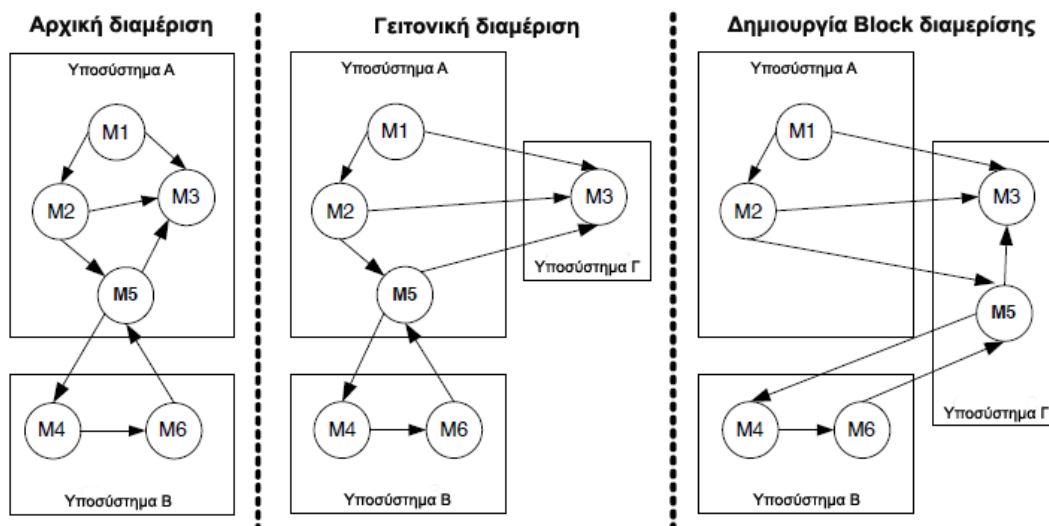 Αρχική διαμέριση
Υποσύστημα Α
M1
M2
M3
M5
M4
M6
Υποσύστημα Β
Γειτονική διαμέριση
Υποσύστημα Α
M1
M2
M3
Υποσύστημα Γ
M5
M4
M6
Υποσύστημα Β
Δημιουργία Block διαμερίσης
Υποσύστημα Α
M1
M2
M3
M5
Υποσύστημα Γ
M4
M6
Υποσύστημα Β